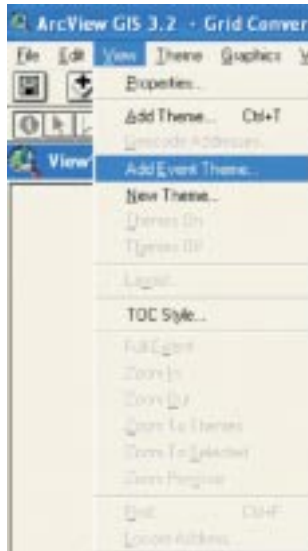 ArcView GIS 3.2 - Grid Conver
File Edit View Theme Graphics
Properties...
Add Theme... Ctrl+T
Geocode Addresses...
View
Add Event Theme...
New Theme...
Themes On
Themes Off
Layout...
TOC Style...
Full Extent
Zoom In
Zoom Out
Zoom To Themes
Zoom To Selected
Zoom Previous
Find... Ctrl+F
Locate Address...